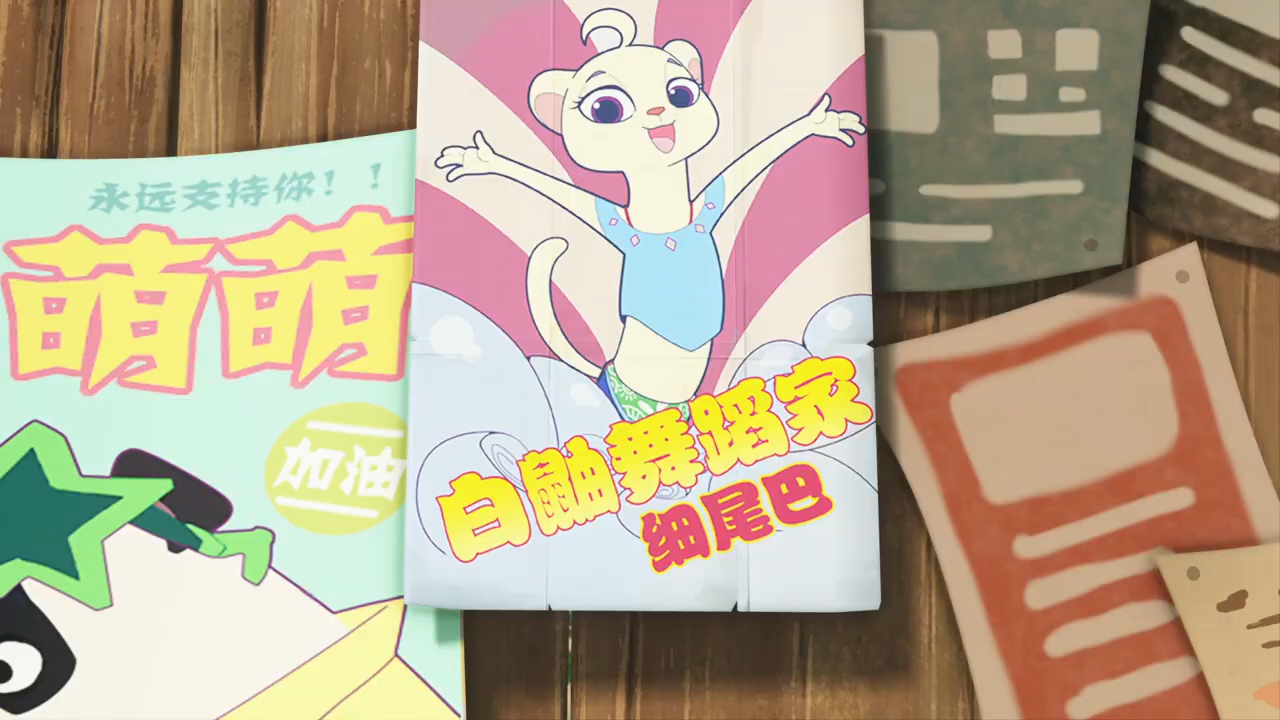 永远支持你！！
萌萌
加油
白鼬舞蹈家
细尾巴